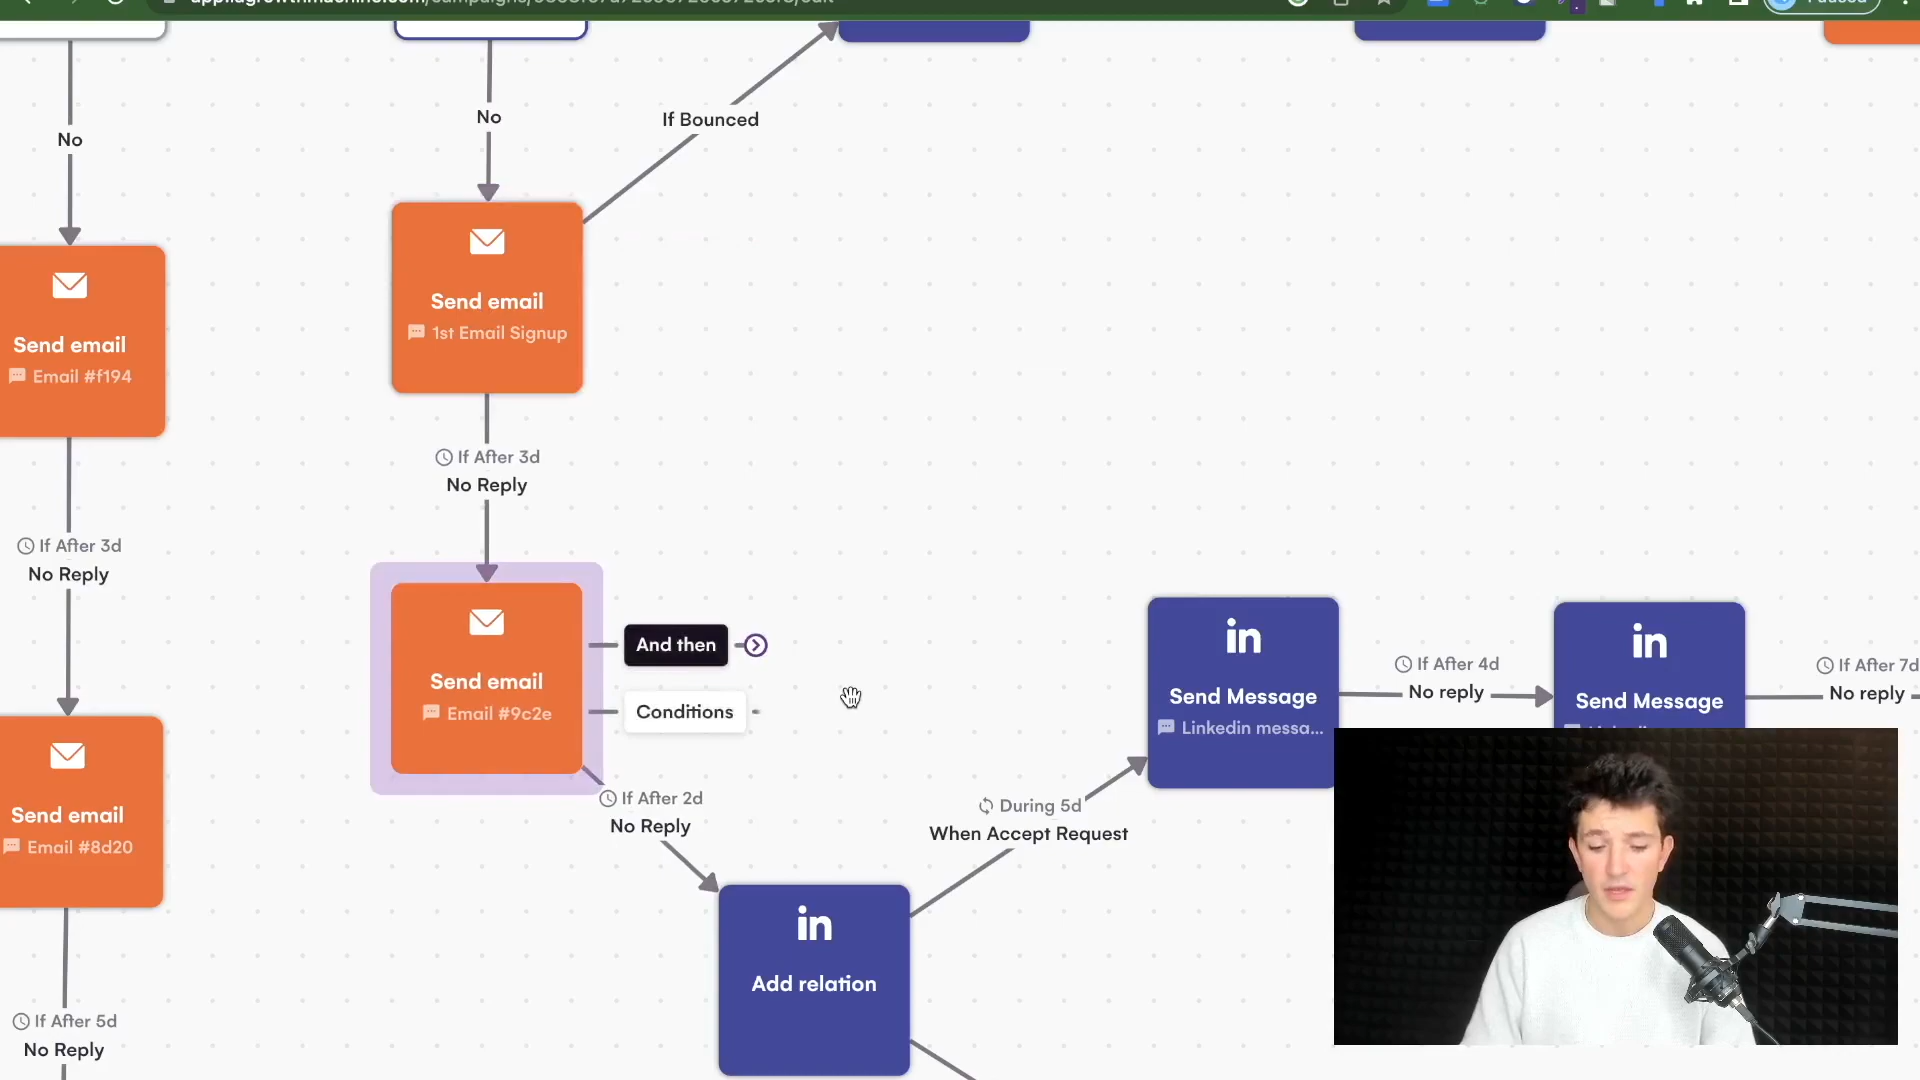 No
No
If Bounced
Send email
1st Email Signup
Send email
Email #f194
If After 3d
No Reply
If After 3d
No Reply
Send email
Email #9c2e
And then
Conditions
in
Send Message
Linkedin messa...
If After 4d
No reply
in
Send Message
If After 7d
No reply
Send email
Email #8d20
If After 2d
No Reply
During 5d
When Accept Request
in
Add relation
If After 5d
No Reply